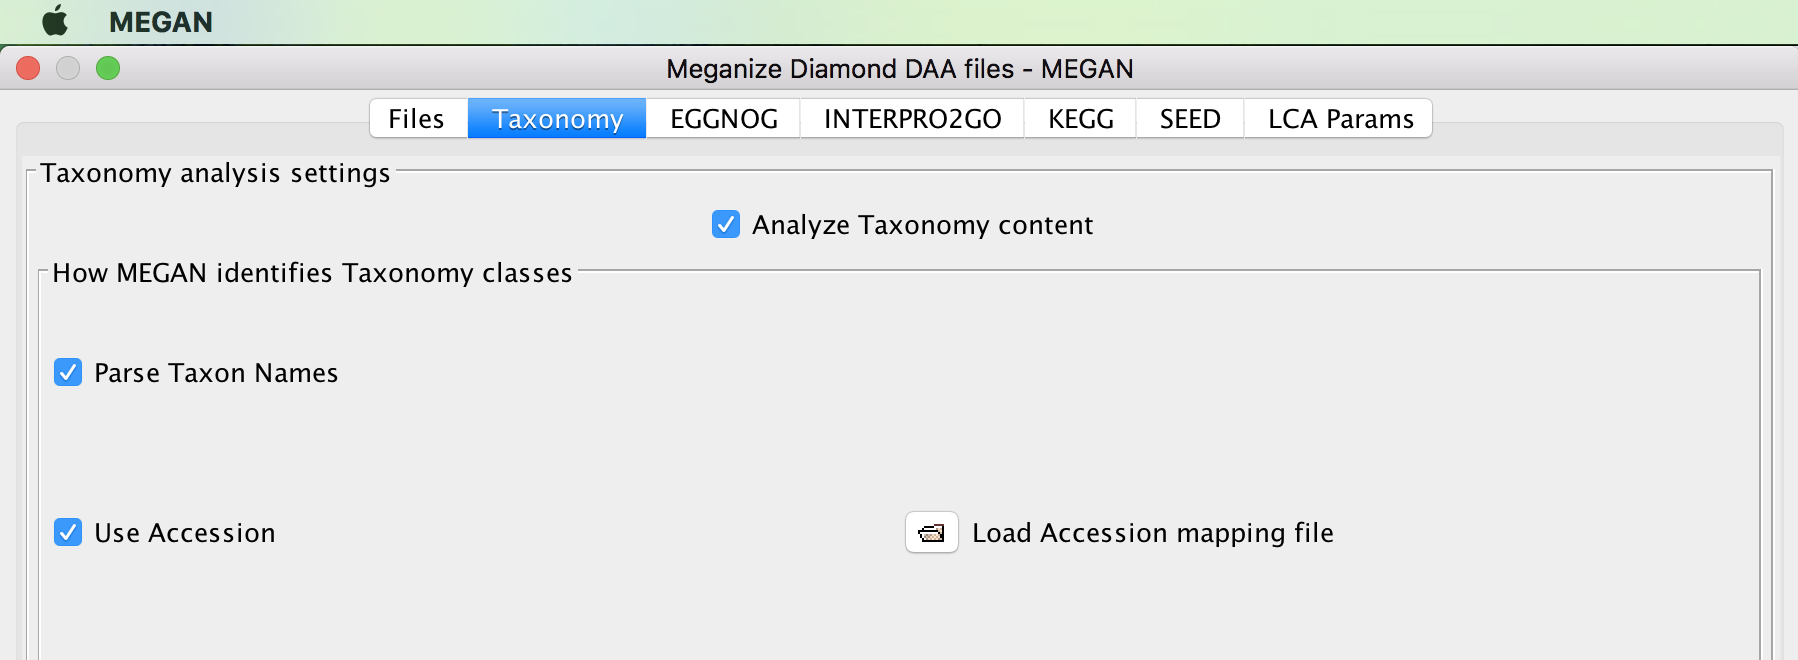 MEGAN
Meganize Diamond DAA files - MEGAN
Files Taxonomy EGGNOG INTERPRO2GO KEGG SEED LCA Params
Taxonomy analysis settings
Analyze Taxonomy content
How MEGAN identifies Taxonomy classes
Parse Taxon Names
Use Accession Load Accession mapping file